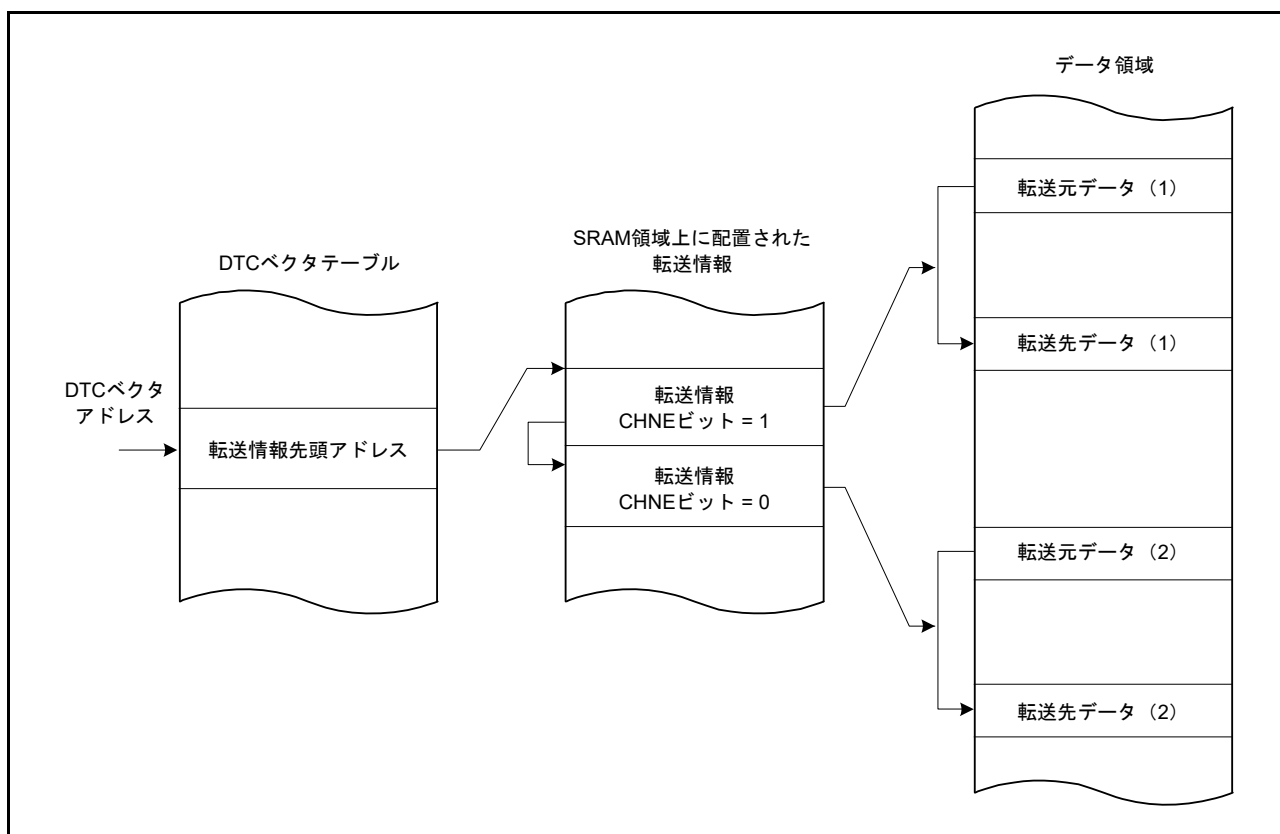 データ領域
転送元データ（1）
SRAM領域上に配置された
転送情報
DTCベクタテーブル
転送先データ（1）
DTCベクタ
アドレス
転送情報
CHNEビット = 1
転送情報先頭アドレス
転送情報
CHNEビット = 0
転送元データ（2）
転送先データ（2）